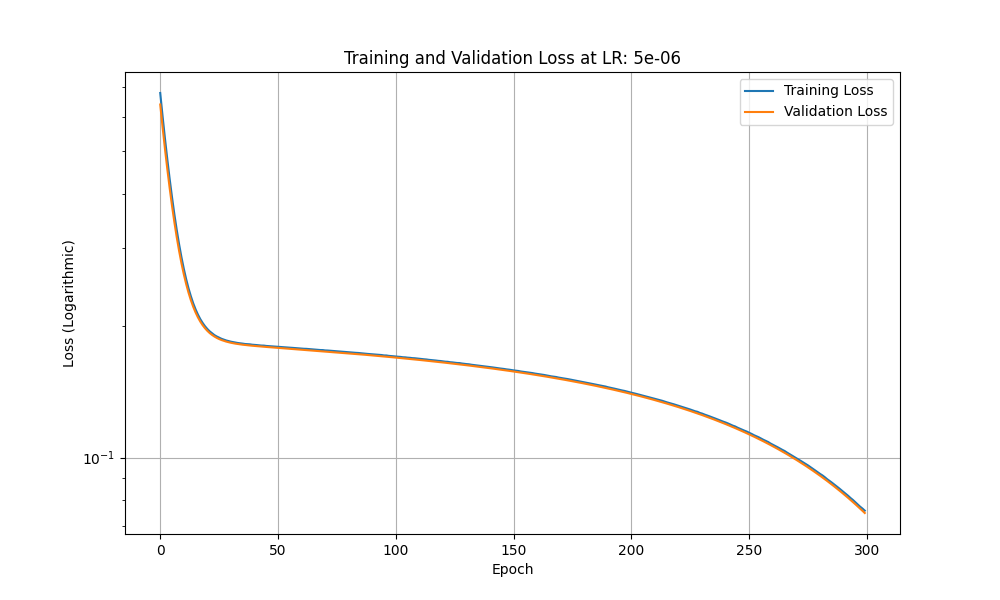 Training and Validation Loss at LR: 5e-06
Training Loss
Validation Loss
Loss (Logarithmic)
10⁻¹
0 50 100 150 200 250 300
Epoch